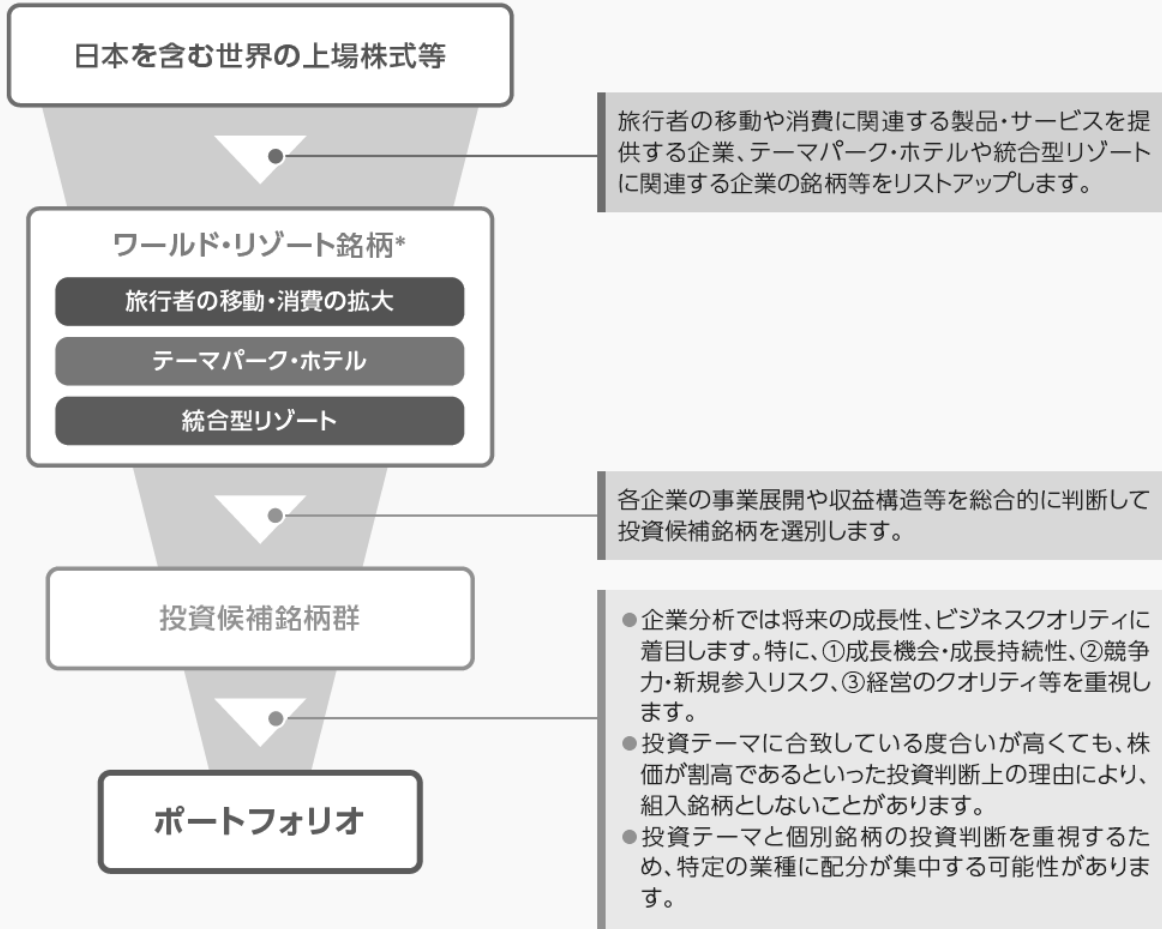 日本を含む世界の上場株式等
旅行者の移動や消費に関連する製品・サービスを提
供する企業、テーマパーク・ホテルや統合型リゾート
に関連する企業の銘柄等をリストアップします。
ワールド・リゾート銘柄*
旅行者の移動・消費の拡大
テーマパーク・ホテル
統合型リゾート
各企業の事業展開や収益構造等を総合的に判断して
投資候補銘柄を選別します。
投資候補銘柄群
●企業分析では将来の成長性、ビジネスクオリティに
着目します。特に、①成長機会・成長持続性、②競争
力・新規参入リスク、③経営のクオリティ等を重視し
ます。
●投資テーマに合致している度合いが高くても、株
価が割高であるといった投資判断上の理由により、
組入銘柄としないことがあります。
●投資テーマと個別銘柄の投資判断を重視するた
め、特定の業種に配分が集中する可能性がありま
す。
ポートフォリオ